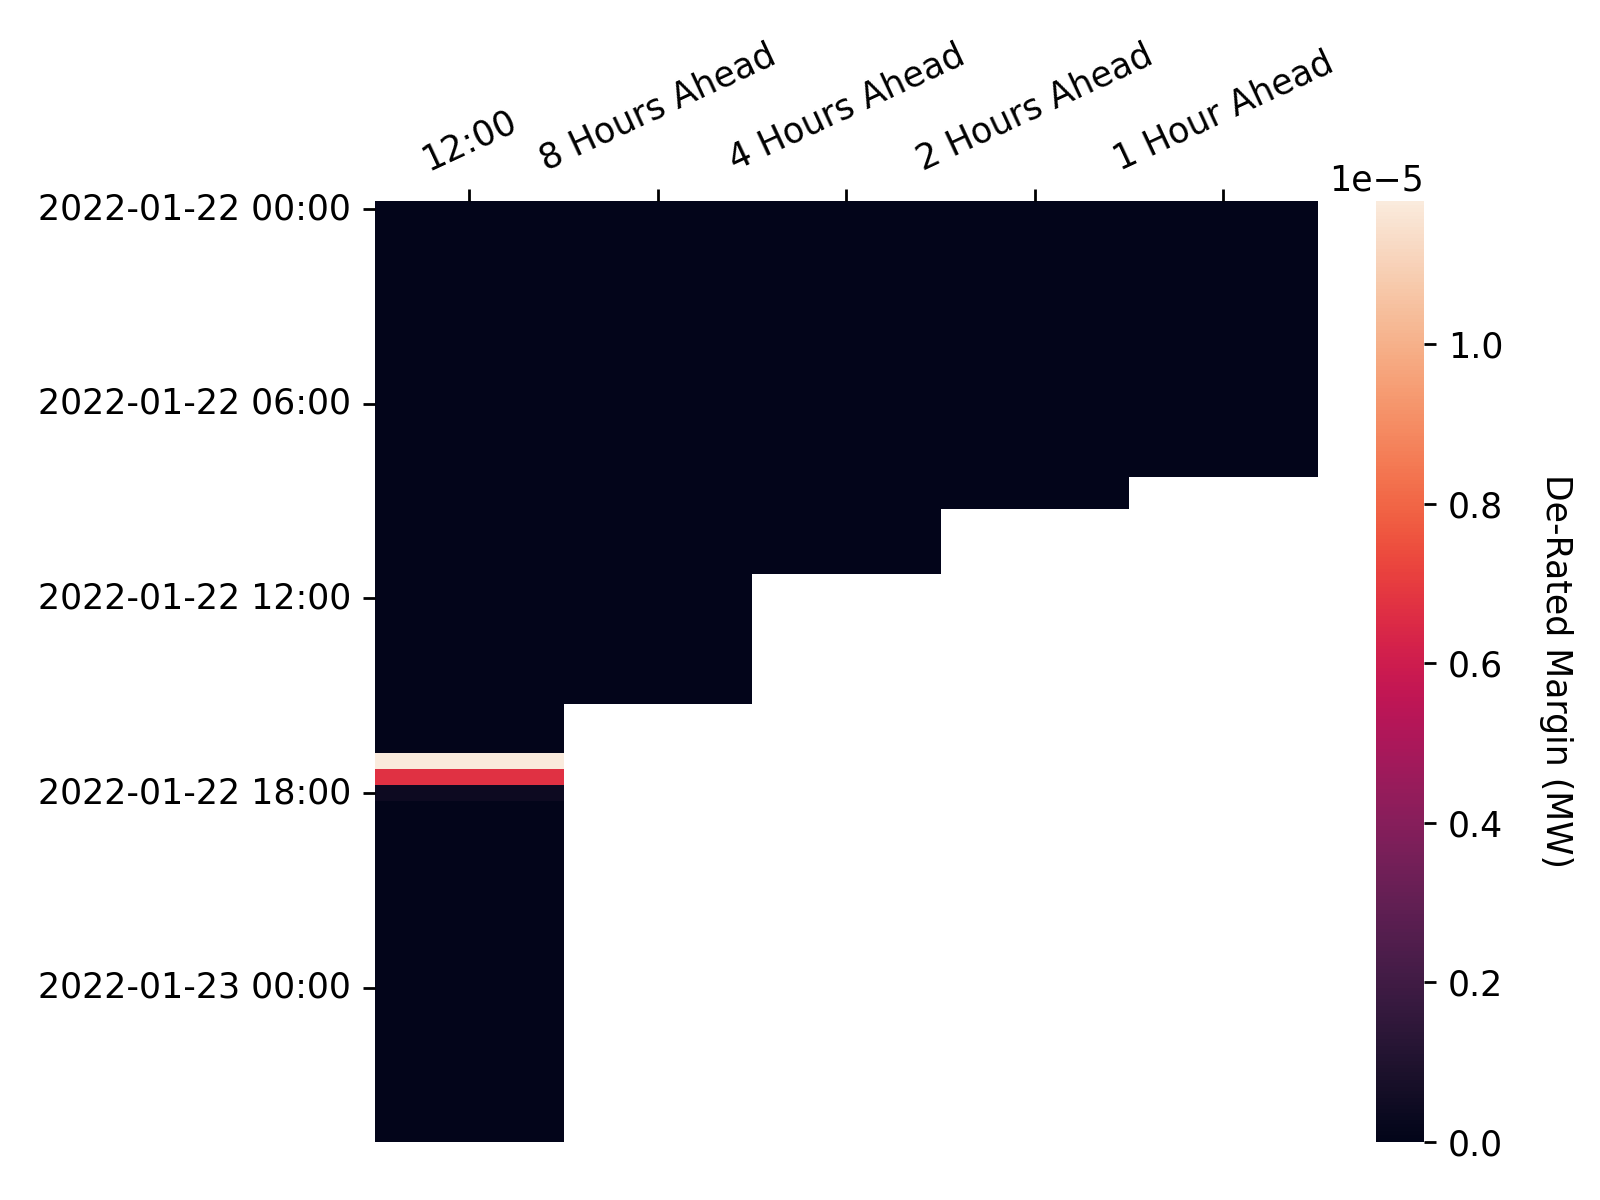 12:00
8 Hours Ahead
4 Hours Ahead
2 Hours Ahead
1 Hour Ahead
1e−5
2022-01-22 00:00
2022-01-22 06:00
2022-01-22 12:00
2022-01-22 18:00
2022-01-23 00:00
1.0
0.8
0.6
0.4
0.2
0.0
De-Rated Margin (MW)